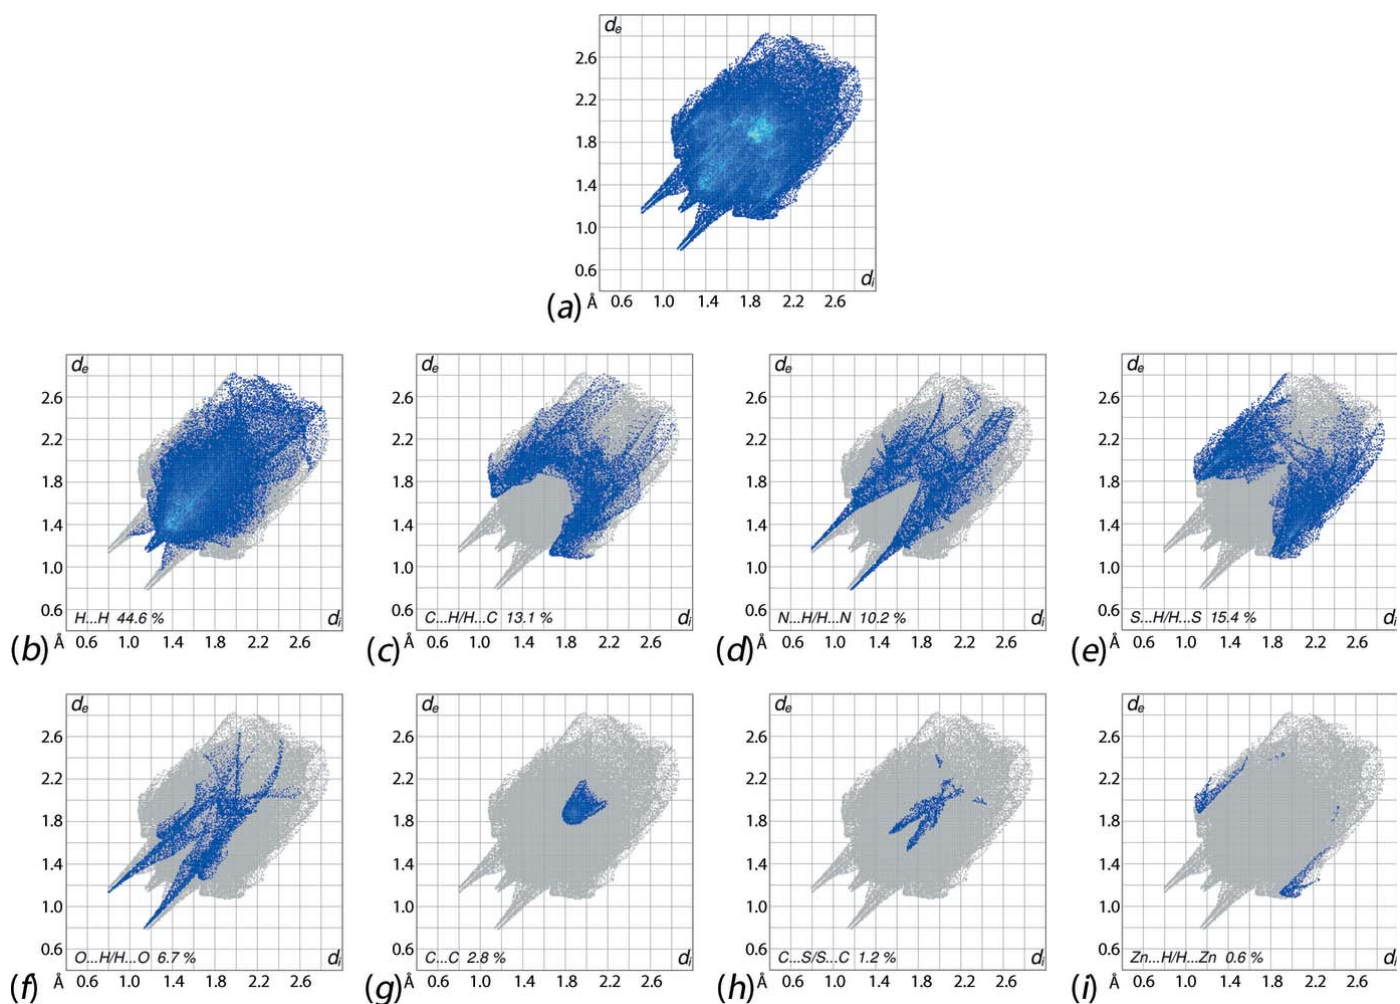 dₑ
2.6
2.2
1.8
1.4
1.0
0.6
dᵢ
(a) Å 0.6 1.0 1.4 1.8 2.2 2.6
dₑ dₑ dₑ dₑ
2.6 2.6 2.6 2.6
2.2 2.2 2.2 2.2
1.8 1.8 1.8 1.8
1.4 1.4 1.4 1.4
1.0 1.0 1.0 1.0
0.6 H...H 44.6 % dᵢ 0.6 C...H/H...C 13.1 % dᵢ 0.6 N...H/H...N 10.2 % dᵢ 0.6 S...H/H...S 15.4 % dᵢ
(b) Å 0.6 1.0 1.4 1.8 2.2 2.6 (c) Å 0.6 1.0 1.4 1.8 2.2 2.6 (d) Å 0.6 1.0 1.4 1.8 2.2 2.6 (e) Å 0.6 1.0 1.4 1.8 2.2 2.6
dₑ dₑ dₑ dₑ
2.6 2.6 2.6 2.6
2.2 2.2 2.2 2.2
1.8 1.8 1.8 1.8
1.4 1.4 1.4 1.4
1.0 1.0 1.0 1.0
0.6 O...H/H...O 6.7 % dᵢ 0.6 C...C 2.8 % dᵢ 0.6 C...S/S...C 1.2 % dᵢ 0.6 Zn...H/H...Zn 0.6 % dᵢ
(f) Å 0.6 1.0 1.4 1.8 2.2 2.6 (g) Å 0.6 1.0 1.4 1.8 2.2 2.6 (h) Å 0.6 1.0 1.4 1.8 2.2 2.6 (i) Å 0.6 1.0 1.4 1.8 2.2 2.6